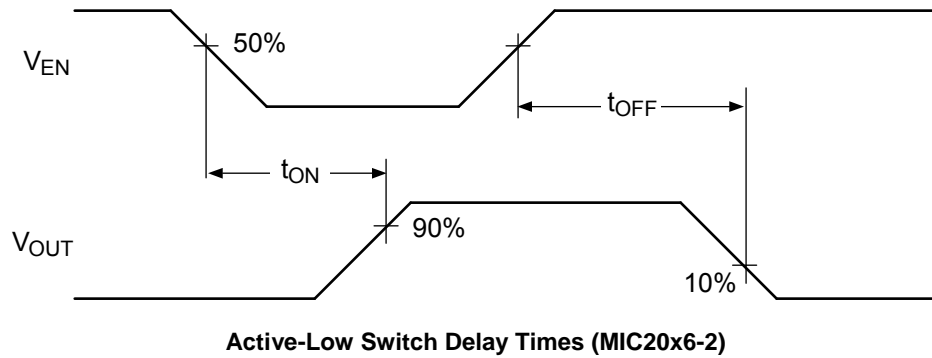 V_EN
50%
t_OFF
t_ON
V_OUT
90%
10%
Active-Low Switch Delay Times (MIC20x6-2)